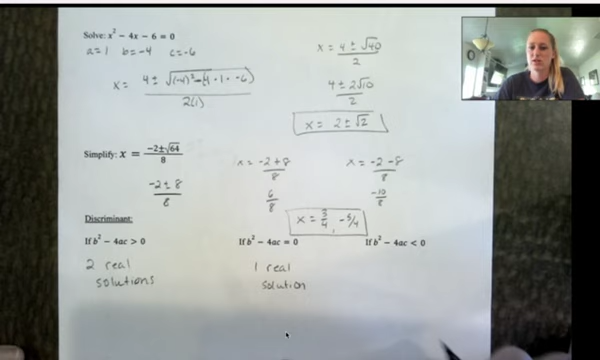 Solve: x² − 4x − 6 = 0
a=1 b=-4 c=-6
x = 4 ± √(-4)² - 4 · 1 · -6
2(1)
x = 4 ± √40
2
4 ± 2√10
2
x = 2 ± √2
Simplify: x = −2±√64
8
-2 ± 8
8
x = -2 + 8
8
6
8
x = -2 - 8
8
-10
8
x = 3/4, -5/4
Discriminant:
If b² − 4ac > 0
2 real
solutions
If b² − 4ac = 0
1 real
solution
If b² − 4ac < 0